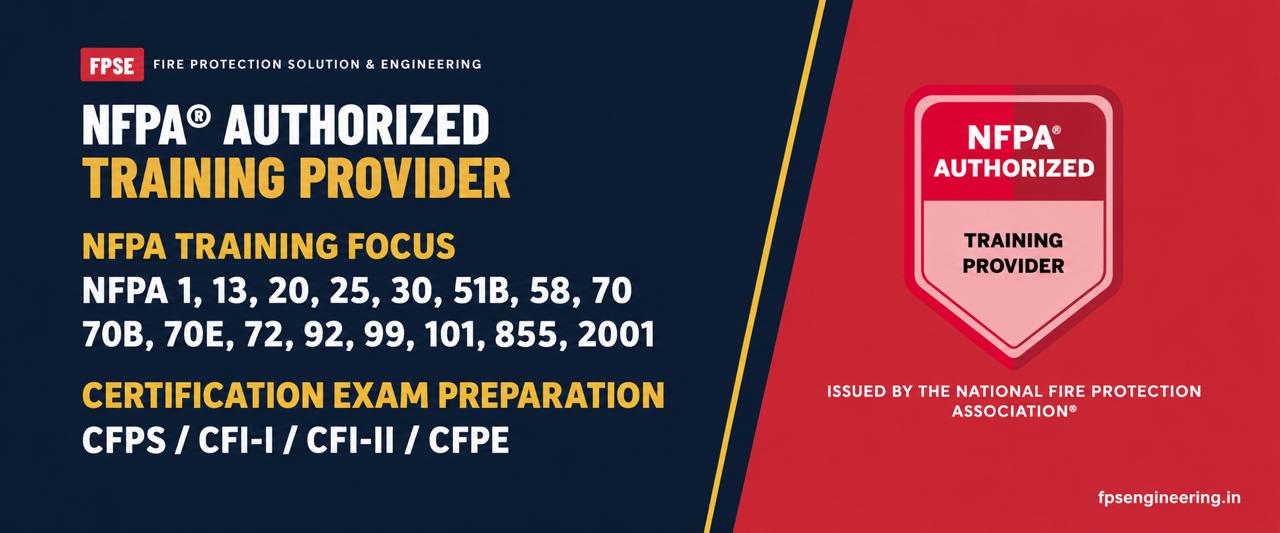 FPSE FIRE PROTECTION SOLUTION & ENGINEERING
NFPA® AUTHORIZED
TRAINING PROVIDER
NFPA TRAINING FOCUS
NFPA 1, 13, 20, 25, 30, 51B, 58, 70
70B, 70E, 72, 92, 99, 101, 855, 2001
CERTIFICATION EXAM PREPARATION
CFPS / CFI-I / CFI-II / CFPE
NFPA®
AUTHORIZED
TRAINING
PROVIDER
ISSUED BY THE NATIONAL FIRE PROTECTION
ASSOCIATION®
fpsengineering.in